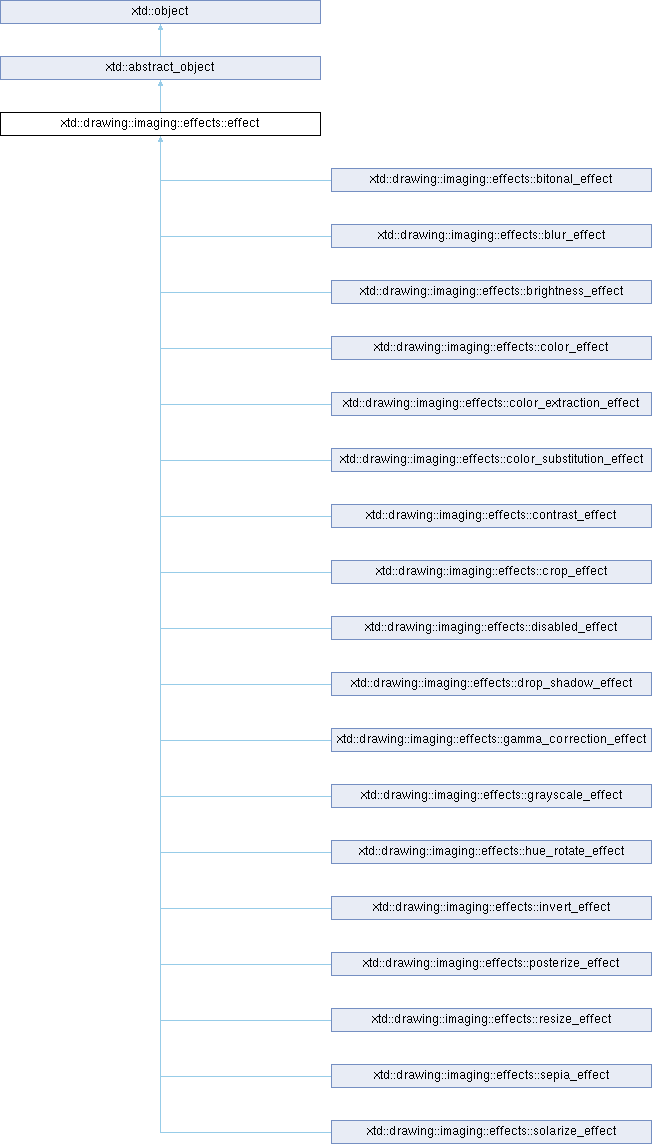 xtd::object
xtd::abstract_object
xtd::drawing::imaging::effects::effect
xtd::drawing::imaging::effects::bitonal_effect
xtd::drawing::imaging::effects::blur_effect
xtd::drawing::imaging::effects::brightness_effect
xtd::drawing::imaging::effects::color_effect
xtd::drawing::imaging::effects::color_extraction_effect
xtd::drawing::imaging::effects::color_substitution_effect
xtd::drawing::imaging::effects::contrast_effect
xtd::drawing::imaging::effects::crop_effect
xtd::drawing::imaging::effects::disabled_effect
xtd::drawing::imaging::effects::drop_shadow_effect
xtd::drawing::imaging::effects::gamma_correction_effect
xtd::drawing::imaging::effects::grayscale_effect
xtd::drawing::imaging::effects::hue_rotate_effect
xtd::drawing::imaging::effects::invert_effect
xtd::drawing::imaging::effects::posterize_effect
xtd::drawing::imaging::effects::resize_effect
xtd::drawing::imaging::effects::sepia_effect
xtd::drawing::imaging::effects::solarize_effect